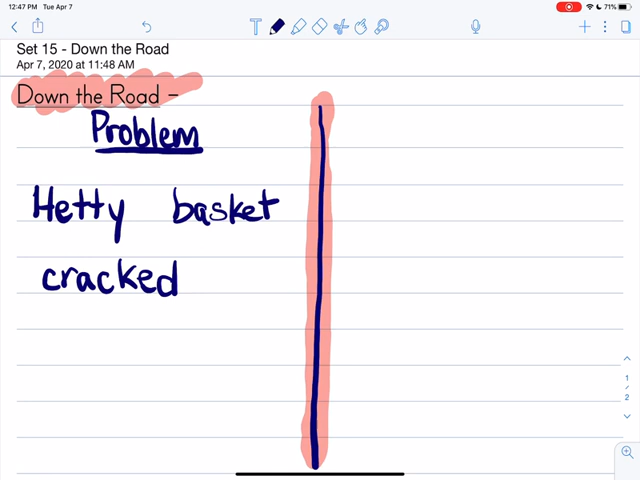 12:47 PM Tue Apr 7
71%
Set 15 - Down the Road
Apr 7, 2020 at 11:48 AM
Down the Road -
Problem
Hetty basket
cracked
1
/
2